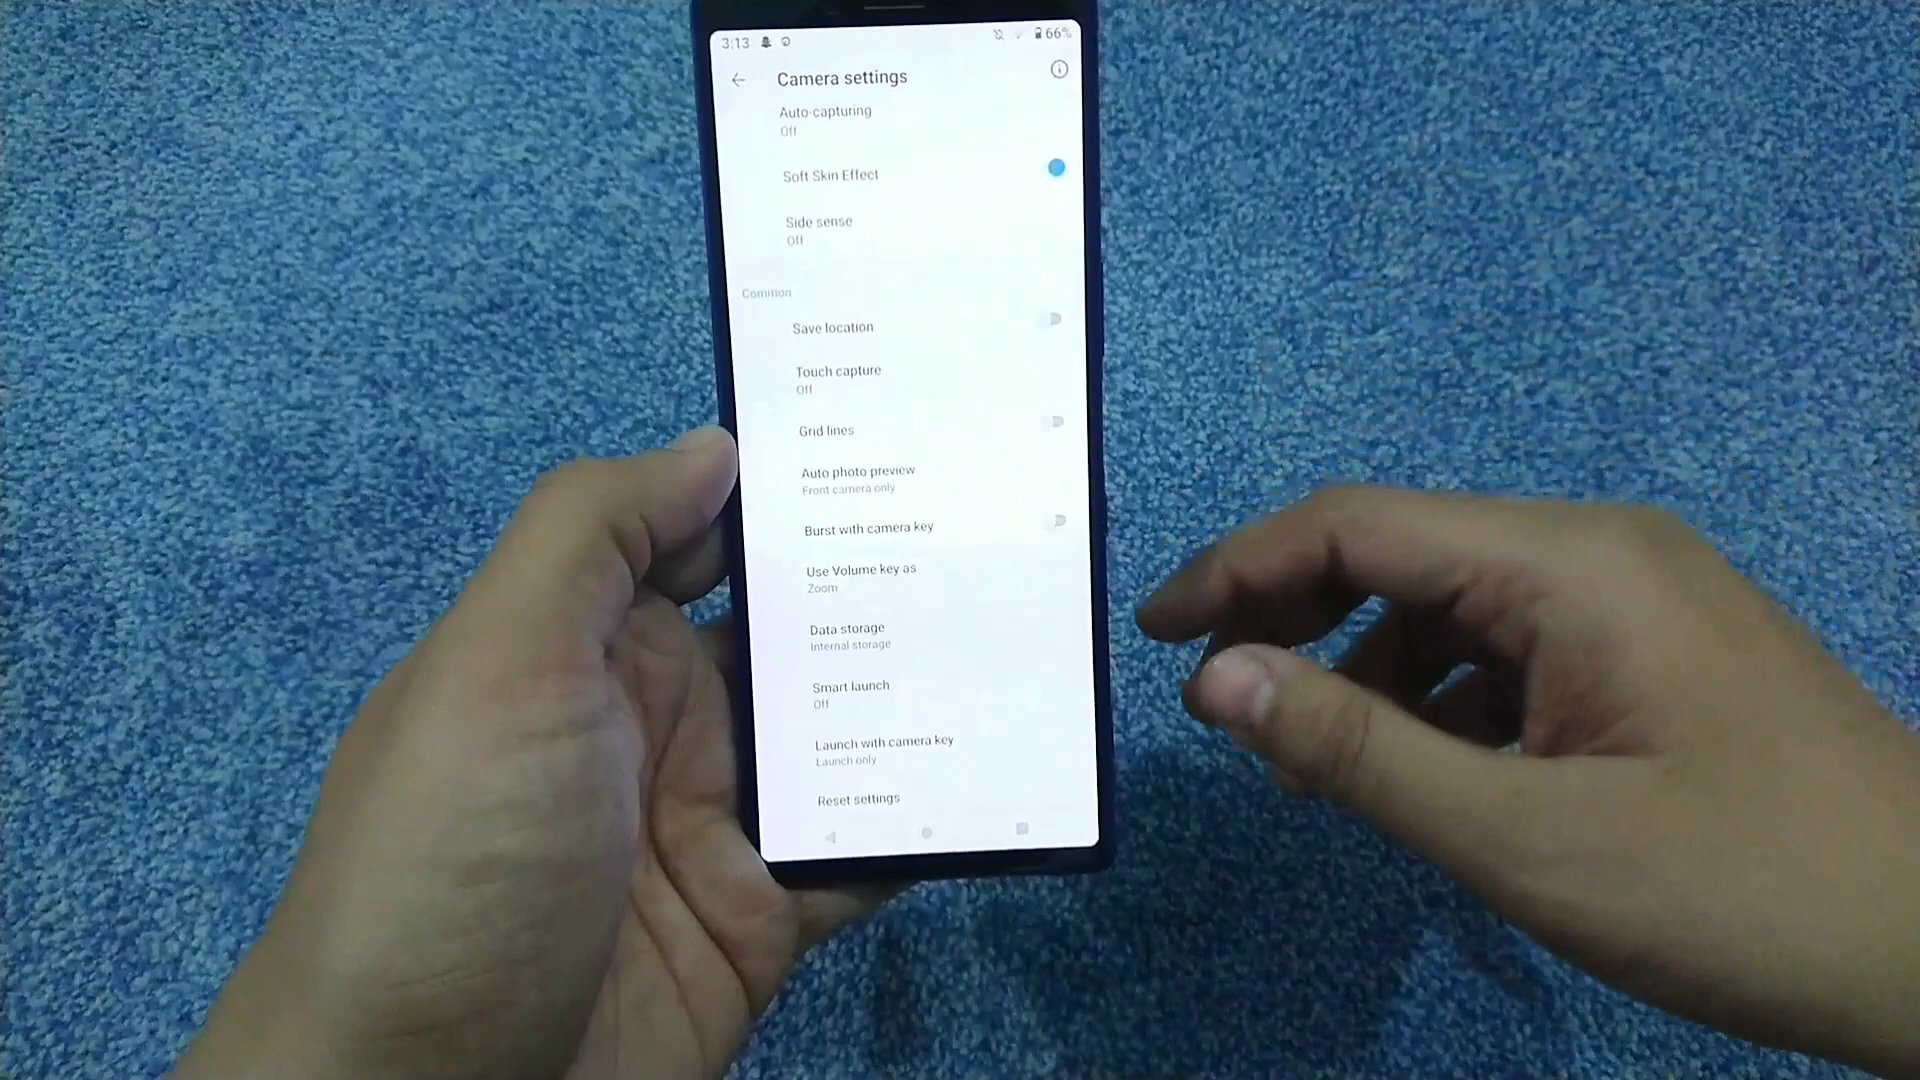 3:13
66%
Camera settings
Auto-capturing
Off
Soft Skin Effect
Side sense
Off
Common
Save location
Touch capture
Off
Grid lines
Auto photo preview
Front camera only
Burst with camera key
Use Volume key as
Zoom
Data storage
Internal storage
Smart launch
Off
Launch with camera key
Launch only
Reset settings